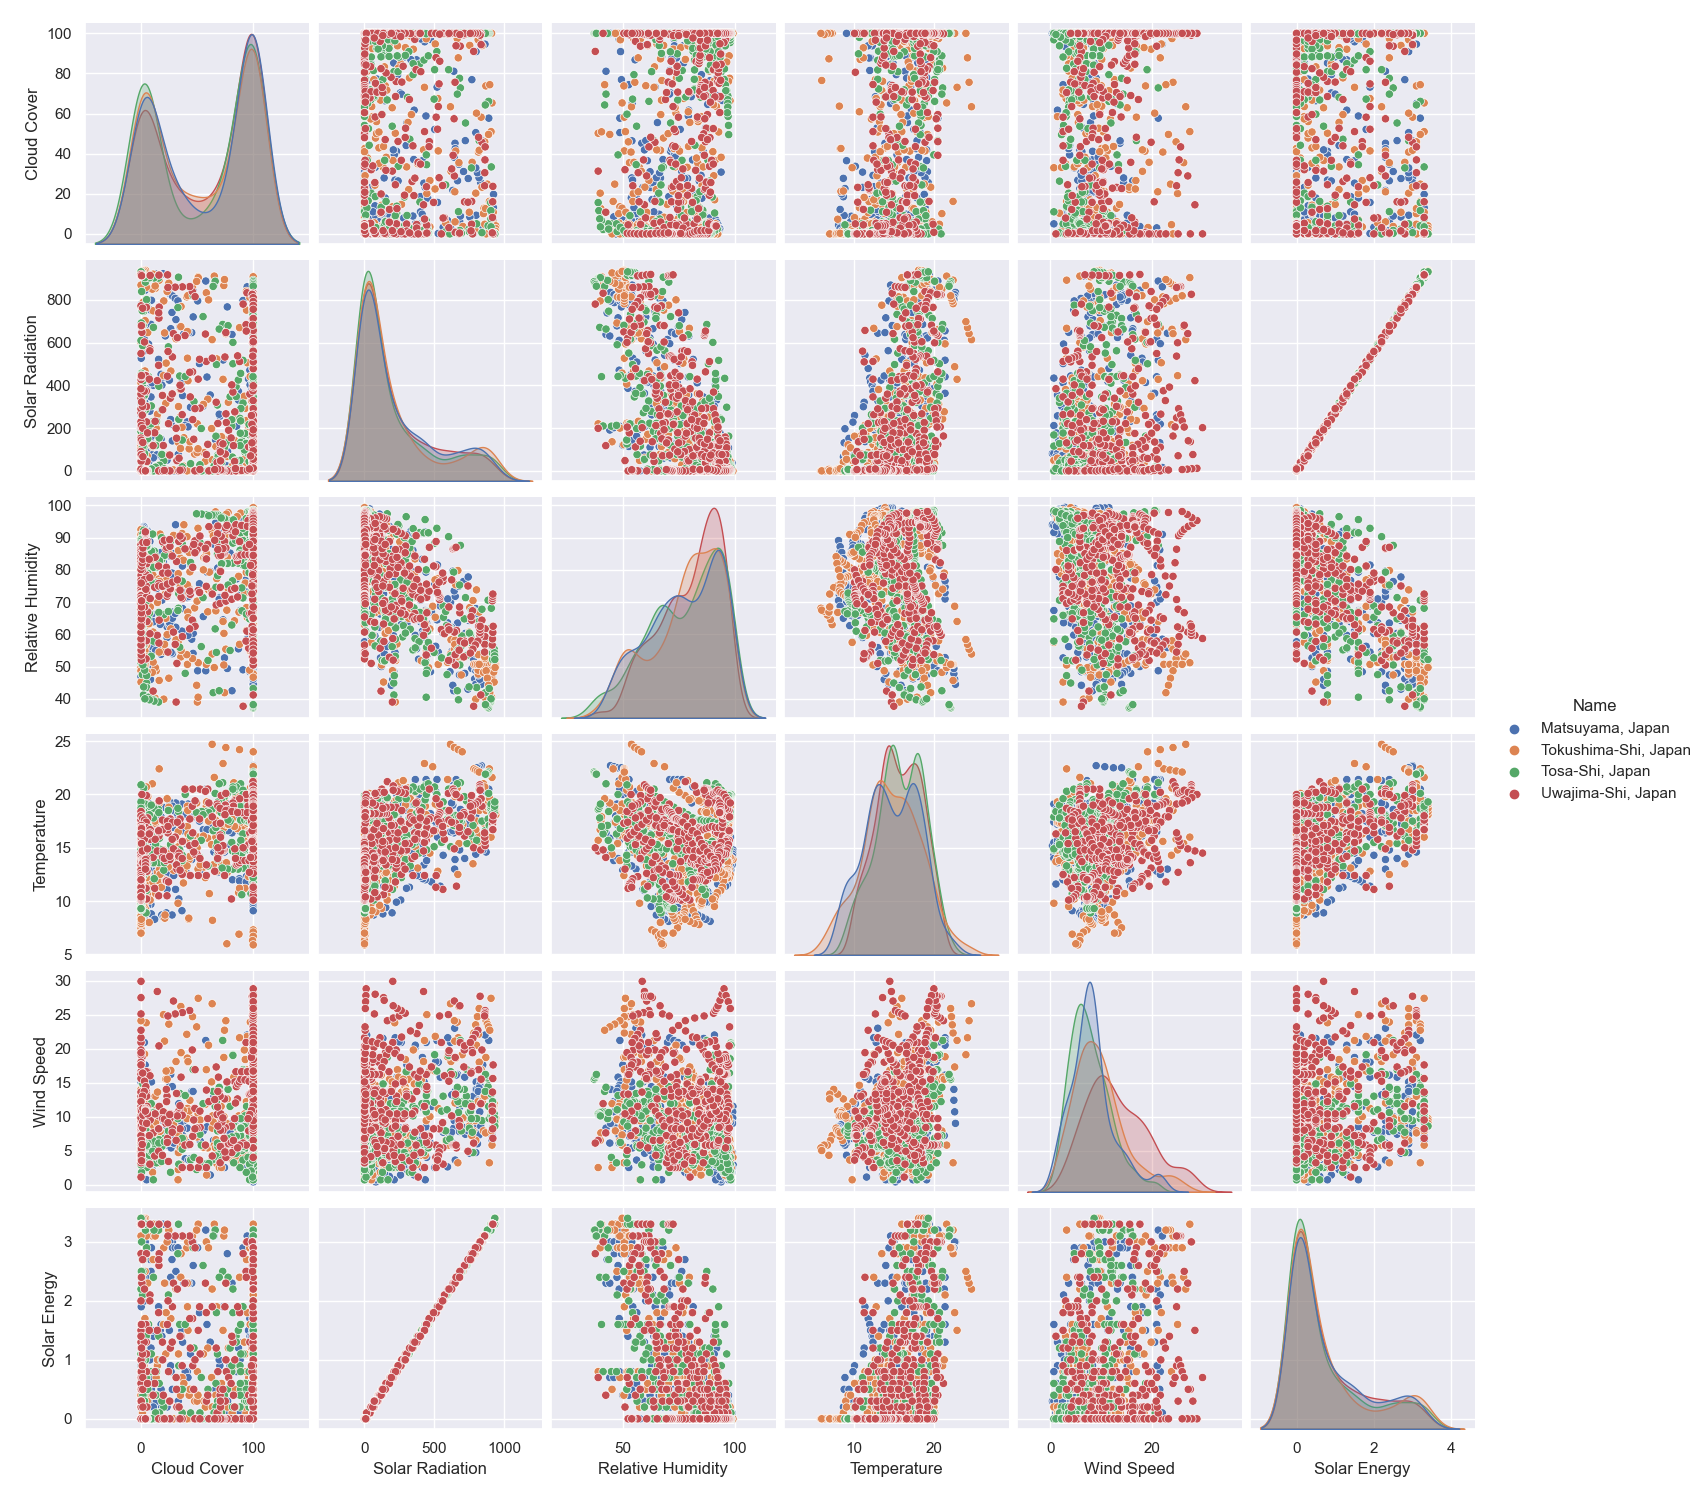 100
80
60
40
20
0
Cloud Cover
800
600
400
200
0
Solar Radiation
100
90
80
70
60
50
40
Relative Humidity
25
20
15
10
5
Temperature
30
25
20
15
10
5
0
Wind Speed
3
2
1
0
Solar Energy
0 100
Cloud Cover
0 500 1000
Solar Radiation
50 100
Relative Humidity
10 20
Temperature
0 20
Wind Speed
0 2 4
Solar Energy
Name
Matsuyama, Japan
Tokushima-Shi, Japan
Tosa-Shi, Japan
Uwajima-Shi, Japan